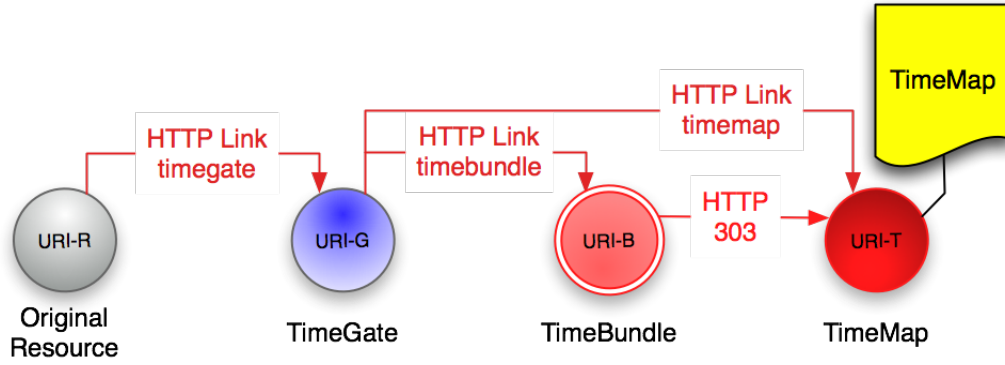 TimeMap
HTTP Link
timegate
HTTP Link
timebundle
HTTP Link
timemap
HTTP
303
URI-R
URI-G
URI-B
URI-T
Original
Resource
TimeGate
TimeBundle
TimeMap